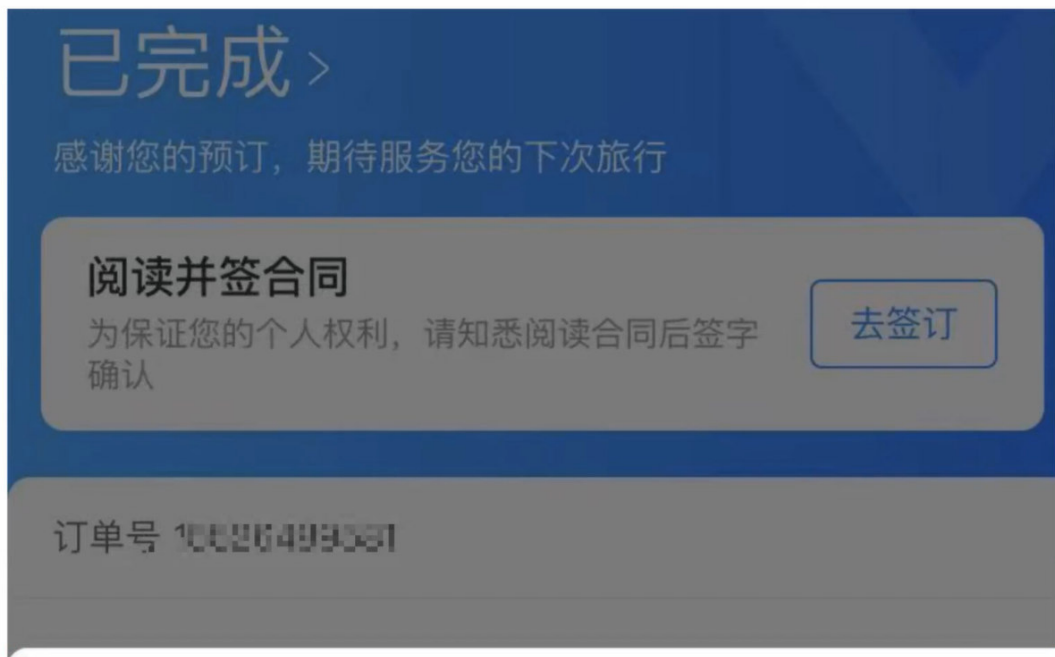 已完成 >
感谢您的预订，期待服务您的下次旅行
阅读并签合同
为保证您的个人权利，请知悉阅读合同后签字
确认
去签订
订单号